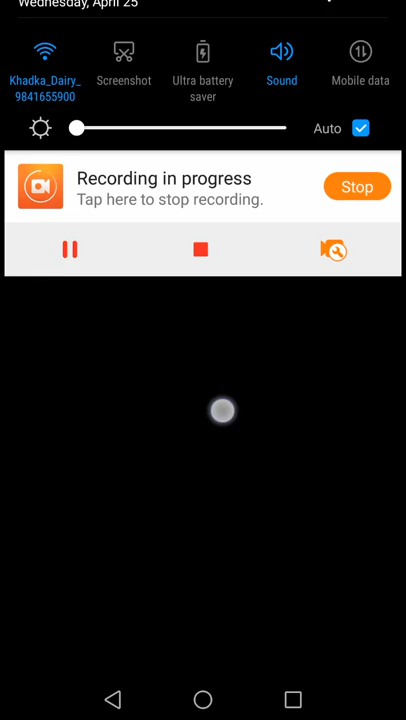 Wednesday, April 25
Khadka_Dairy_
9841655900
Screenshot
Ultra battery
saver
Sound
Mobile data
Auto
Recording in progress
Tap here to stop recording.
Stop